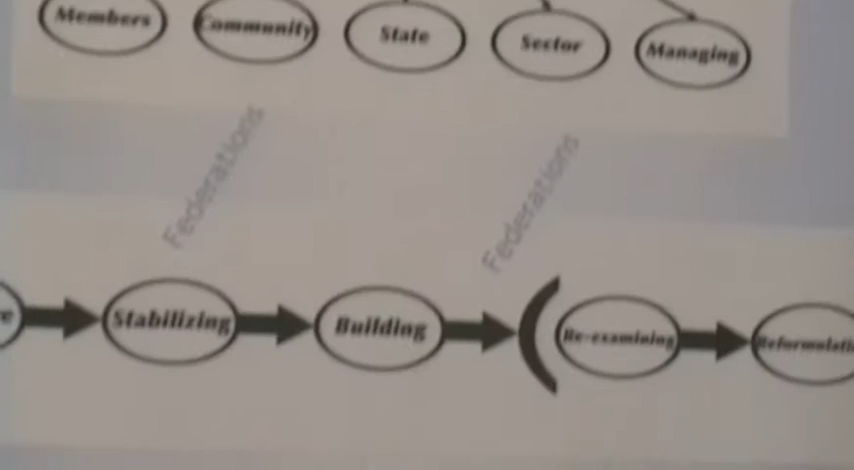 Members Community State Sector Managing
Federations Federations
Stabilizing Building Re-examining